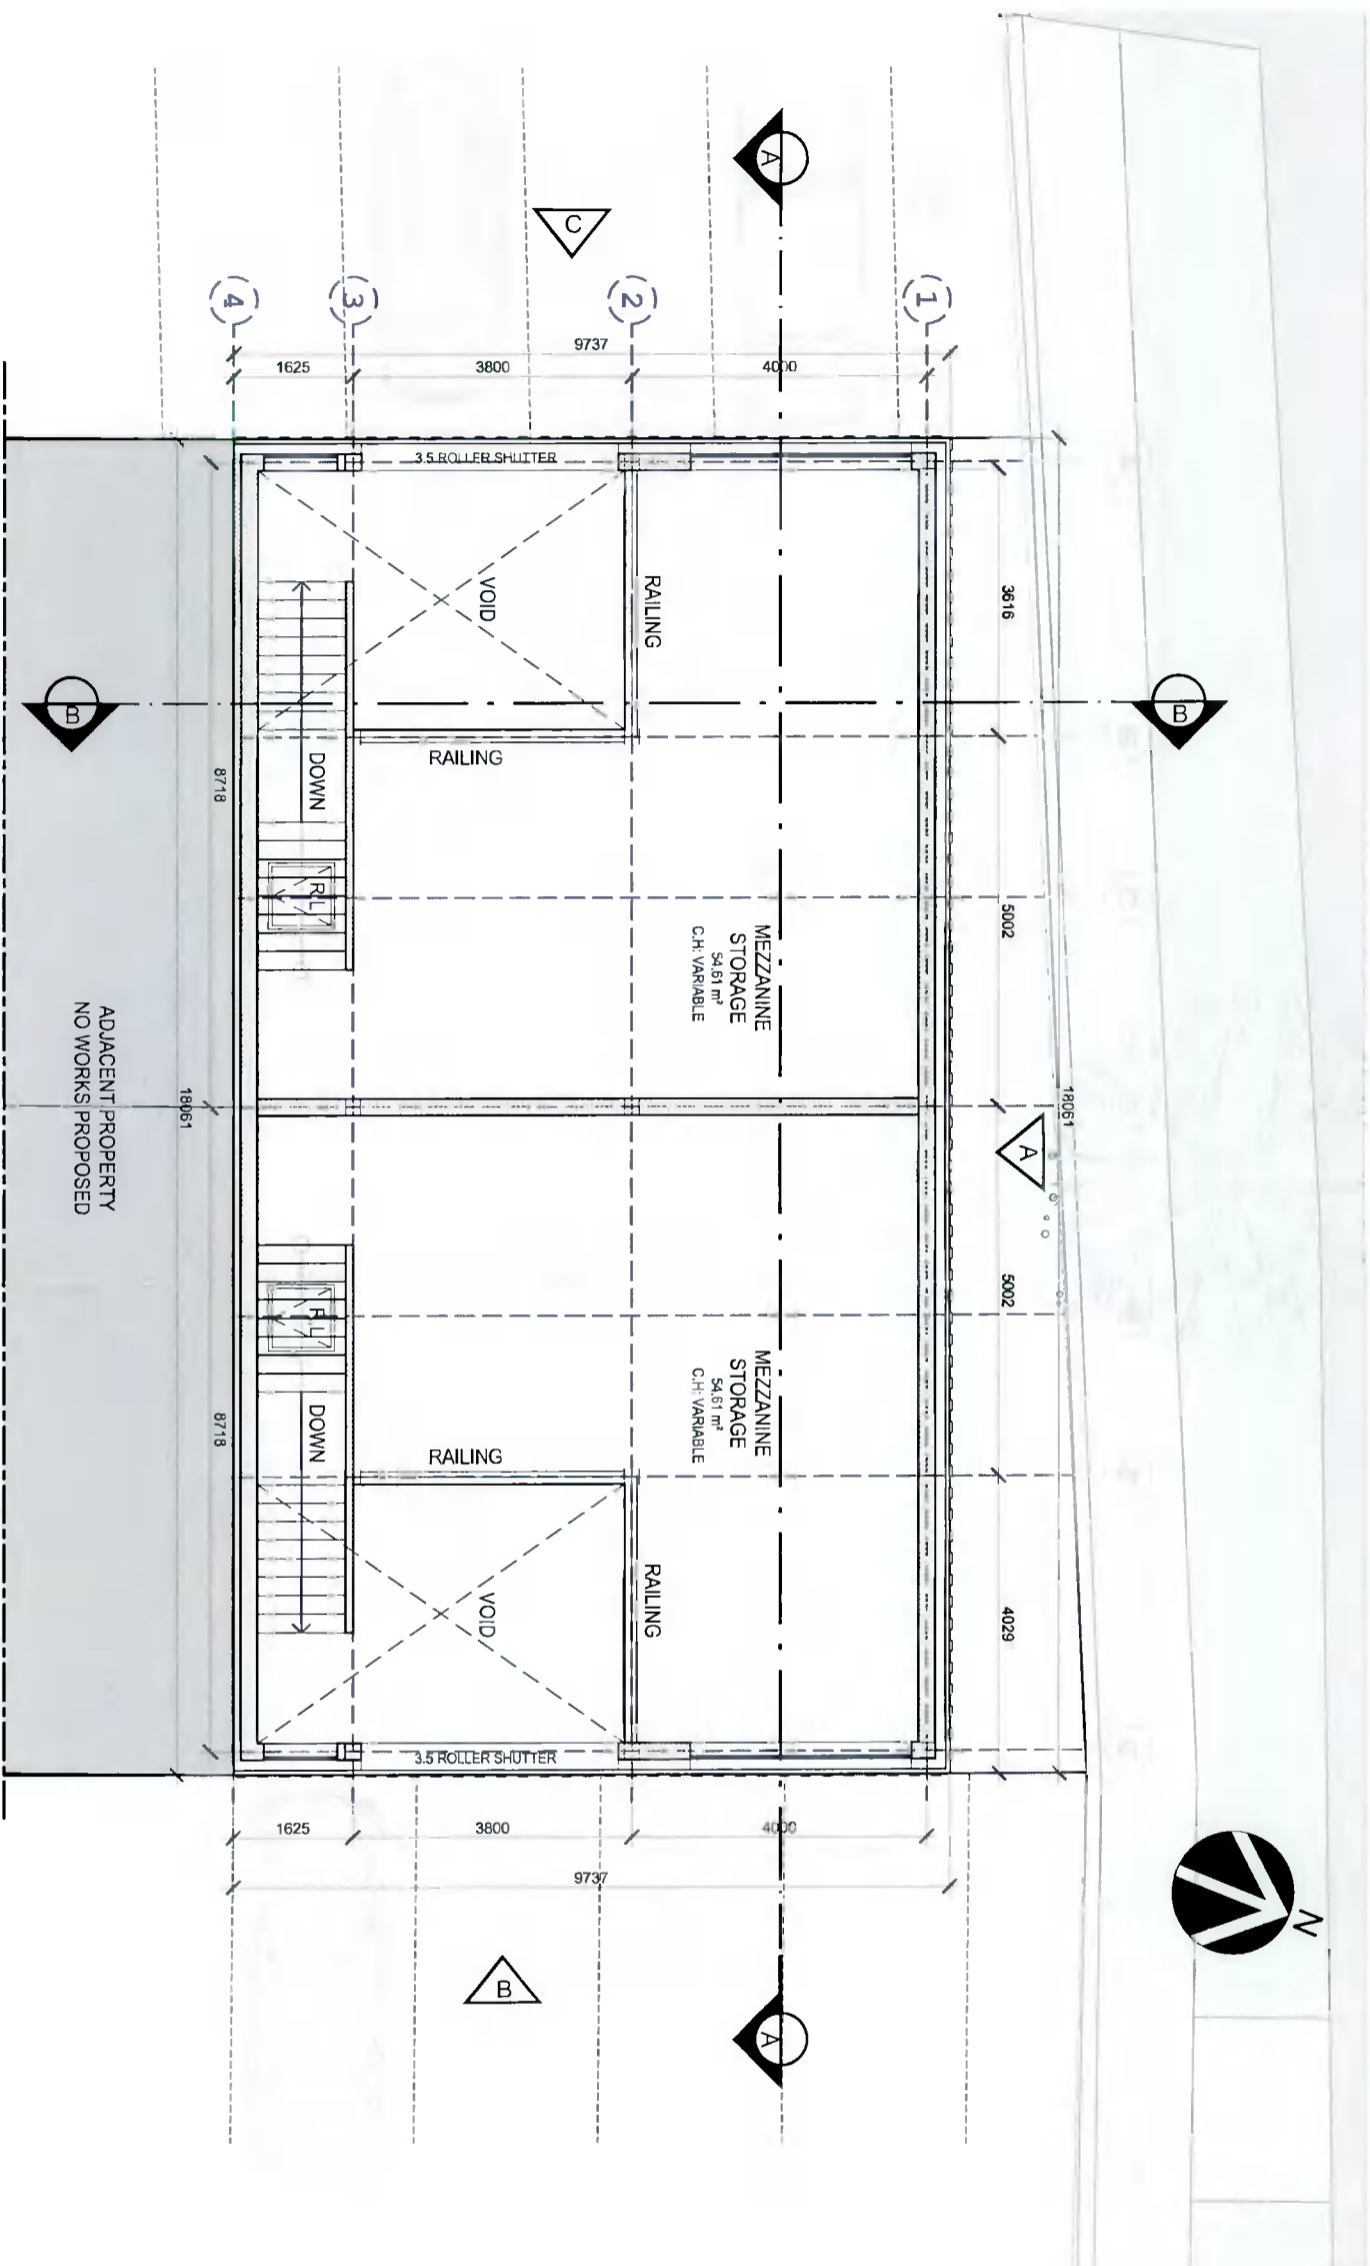 A
C
1
2
3
4
9737
1625
3800
4000
3.5 ROLLER SHUTTER
VOID
RAILING
RAILING
DOWN
R/L
3616
5002
5002
4029
18061
B
B
8718
8718
18061
MEZZANINE
STORAGE
54.61 m²
C.H: VARIABLE
A
ADJACENT PROPERTY
NO WORKS PROPOSED
MEZZANINE
STORAGE
54.61 m²
C.H: VARIABLE
R/L
DOWN
RAILING
RAILING
VOID
3.5 ROLLER SHUTTER
1625
3800
4000
9737
B
A
N